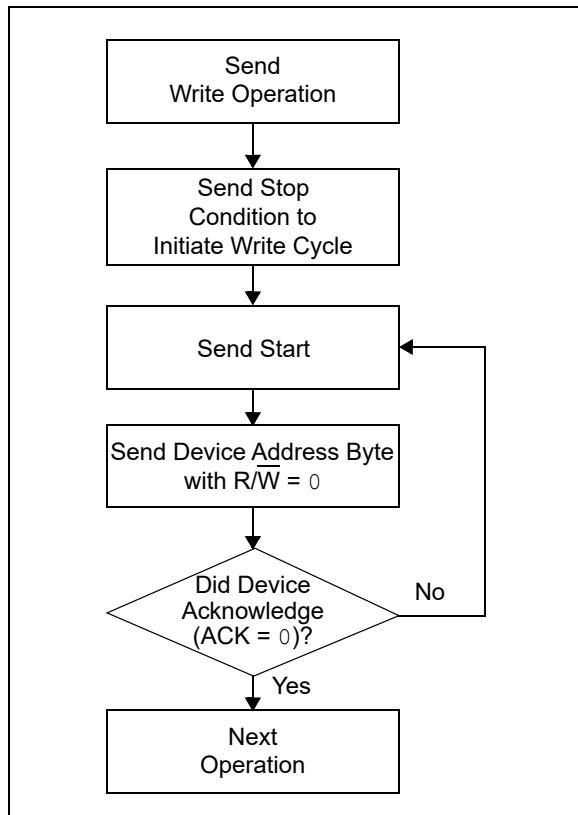 Send
Write Operation
Send Stop
Condition to
Initiate Write Cycle
Send Start
Send Device Address Byte
with R/W̅ = 0
Did Device
Acknowledge
(ACK = 0)?
No
Yes
Next
Operation